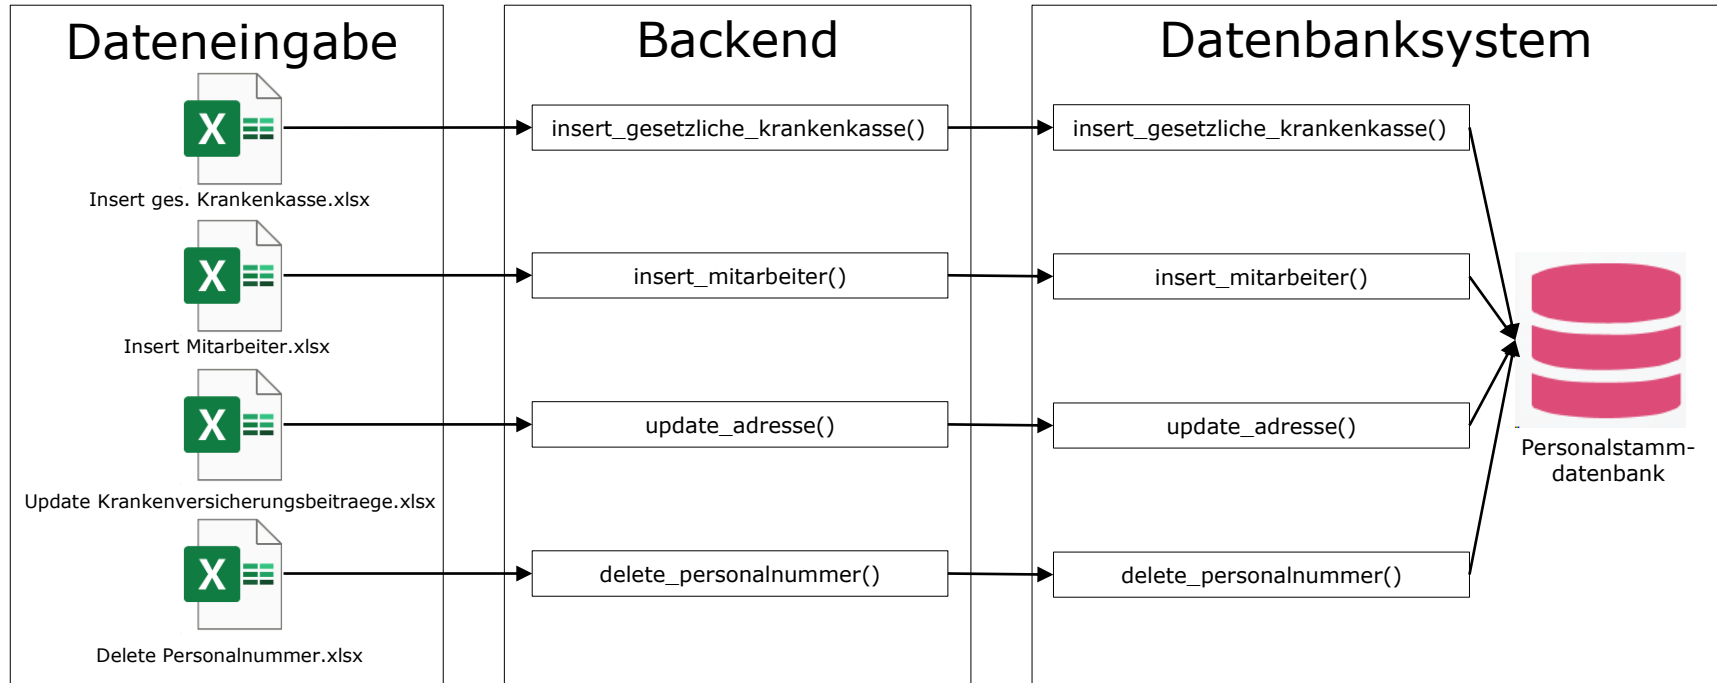 Dateneingabe
Backend
Datenbanksystem
X
insert_gesetzliche_krankenkasse()
insert_gesetzliche_krankenkasse()
Insert ges. Krankenkasse.xlsx
X
insert_mitarbeiter()
insert_mitarbeiter()
Insert Mitarbeiter.xlsx
X
update_adresse()
update_adresse()
Personalstamm-
datenbank
Update Krankenversicherungsbeitraege.xlsx
X
delete_personalnummer()
delete_personalnummer()
Delete Personalnummer.xlsx